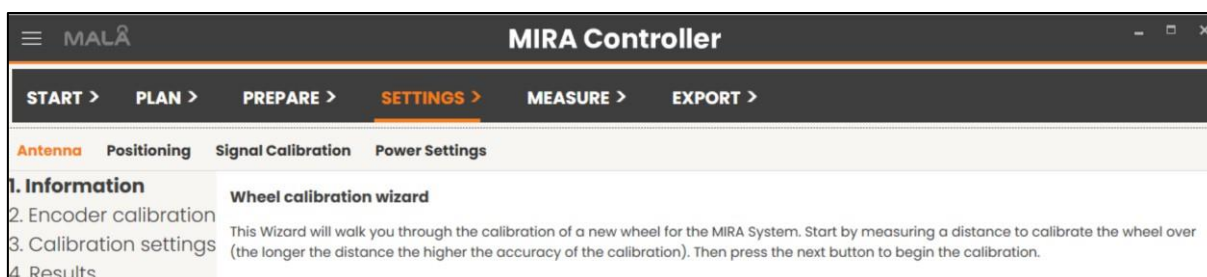 MALÅ MIRA Controller
START > PLAN > PREPARE > SETTINGS > MEASURE > EXPORT >
Antenna Positioning Signal Calibration Power Settings
1. Information
2. Encoder calibration
3. Calibration settings
4. Results
Wheel calibration wizard
This Wizard will walk you through the calibration of a new wheel for the MIRA System. Start by measuring a distance to calibrate the wheel over
(the longer the distance the higher the accuracy of the calibration). Then press the next button to begin the calibration.